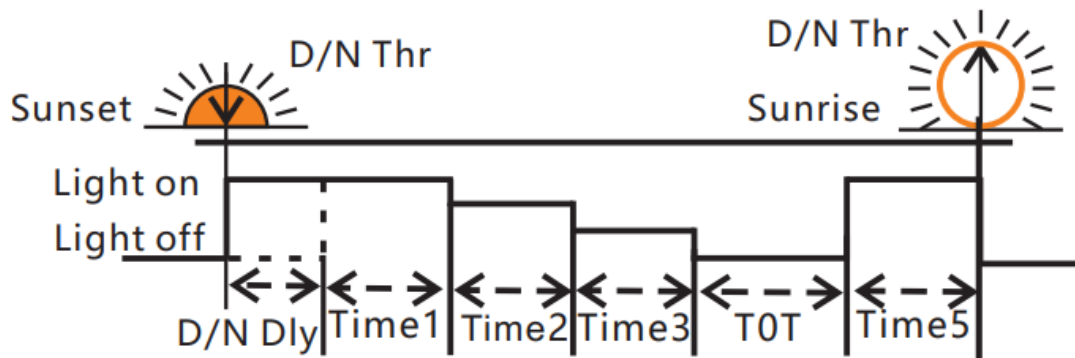 D/N Thr
D/N Thr
Sunset
Sunrise
Light on
Light off
D/N Dly
Time1
Time2
Time3
T0T
Time5